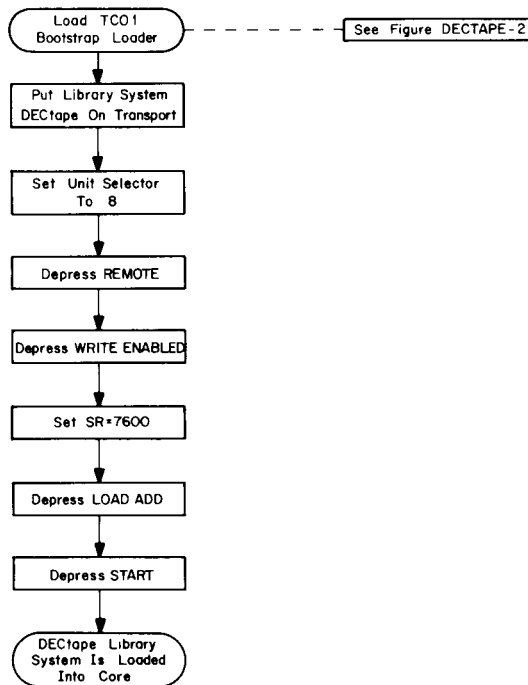 Load TC01
Bootstrap Loader
See Figure DECTAPE-2
Put Library System
DECtape On Transport
Set Unit Selector
To 8
Depress REMOTE
Depress WRITE ENABLED
Set SR=7600
Depress LOAD ADD
Depress START
DECtape Library
System Is Loaded
Into Core